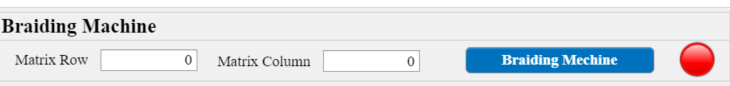 Braiding Machine
Matrix Row 0 Matrix Column 0 Braiding Mechine